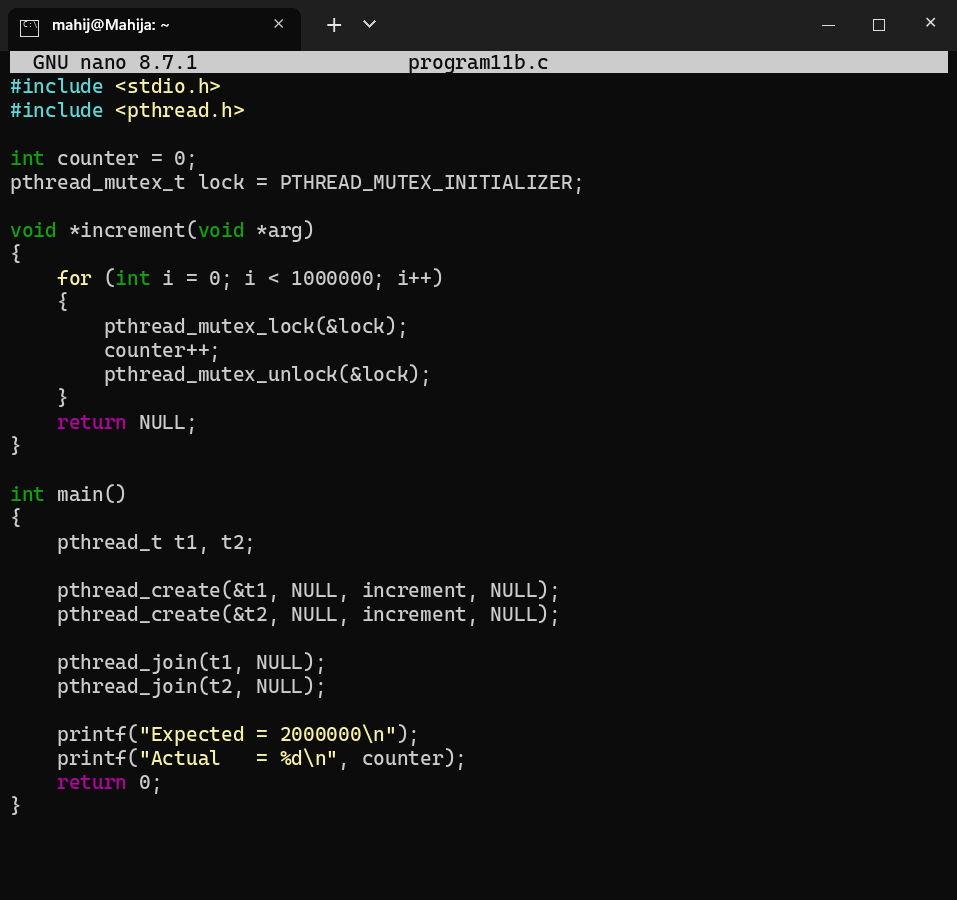 mahij@Mahija: ~
GNU nano 8.7.1 program11b.c
#include <stdio.h>
#include <pthread.h>

int counter = 0;
pthread_mutex_t lock = PTHREAD_MUTEX_INITIALIZER;

void *increment(void *arg)
{
    for (int i = 0; i < 1000000; i++)
    {
        pthread_mutex_lock(&lock);
        counter++;
        pthread_mutex_unlock(&lock);
    }
    return NULL;
}

int main()
{
    pthread_t t1, t2;

    pthread_create(&t1, NULL, increment, NULL);
    pthread_create(&t2, NULL, increment, NULL);

    pthread_join(t1, NULL);
    pthread_join(t2, NULL);

    printf("Expected = 2000000\n");
    printf("Actual   = %d\n", counter);
    return 0;
}